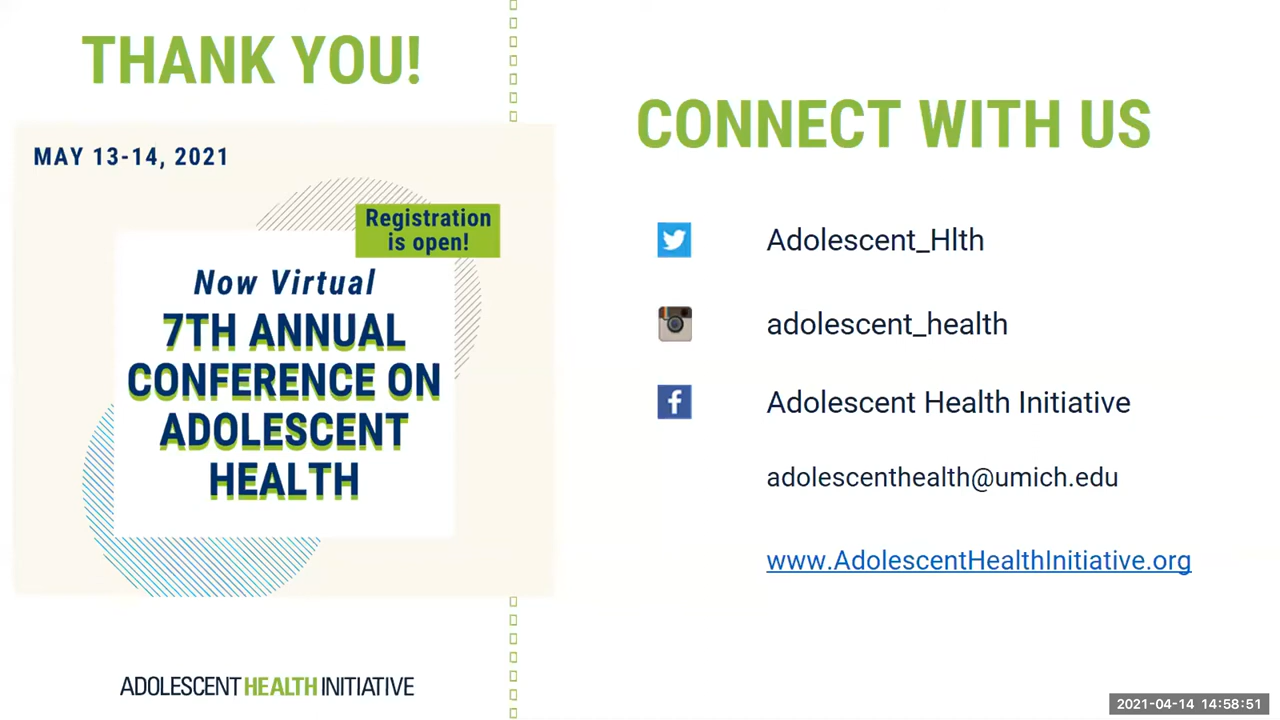 THANK YOU!
MAY 13-14, 2021
Registration
is open!
Now Virtual
7TH ANNUAL
CONFERENCE ON
ADOLESCENT
HEALTH
ADOLESCENT HEALTH INITIATIVE
CONNECT WITH US
Adolescent_Hlth
adolescent_health
Adolescent Health Initiative
adolescenthealth@umich.edu
www.AdolescentHealthInitiative.org
2021-04-14 14:58:51